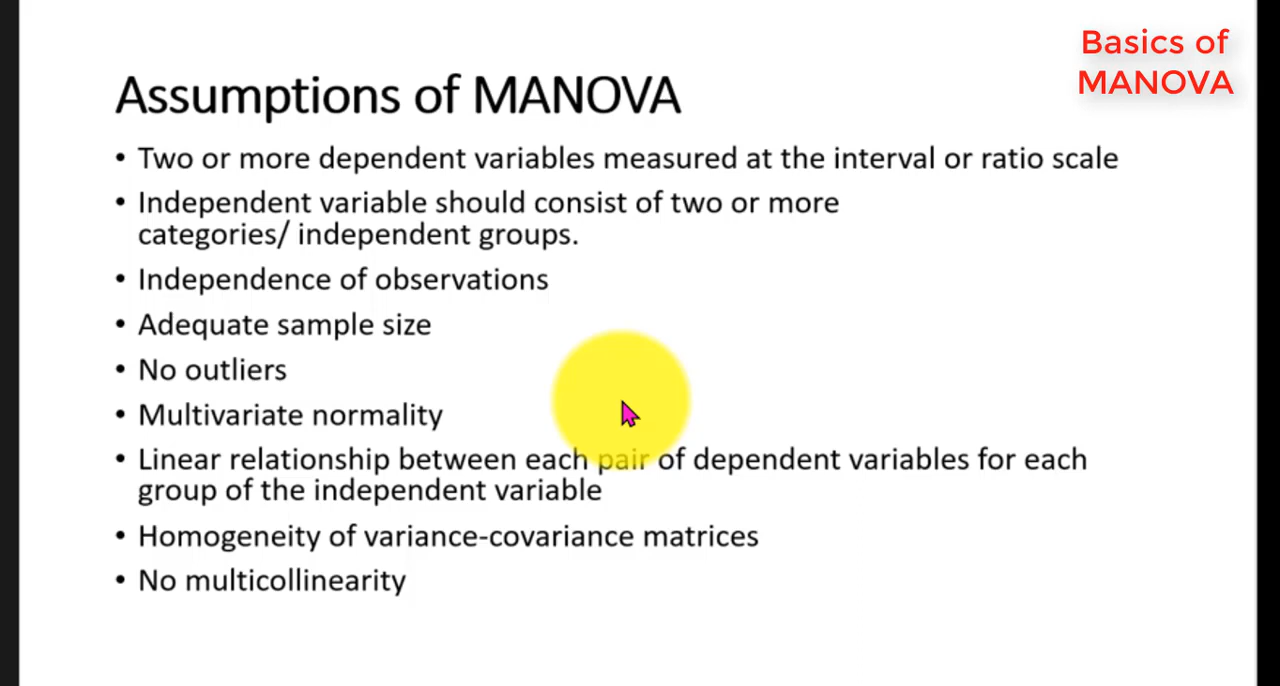 Basics of
MANOVA
Assumptions of MANOVA
• Two or more dependent variables measured at the interval or ratio scale
• Independent variable should consist of two or more
categories/ independent groups.
• Independence of observations
• Adequate sample size
• No outliers
• Multivariate normality
• Linear relationship between each pair of dependent variables for each
group of the independent variable
• Homogeneity of variance-covariance matrices
• No multicollinearity